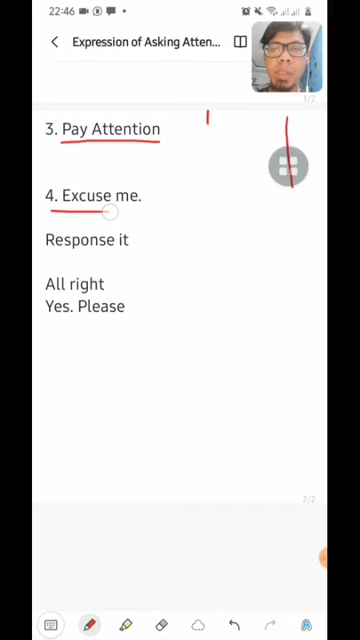 22:46
Expression of Asking Atten...
1/2
3. Pay Attention
4. Excuse me.
Response it
All right
Yes. Please
2/2